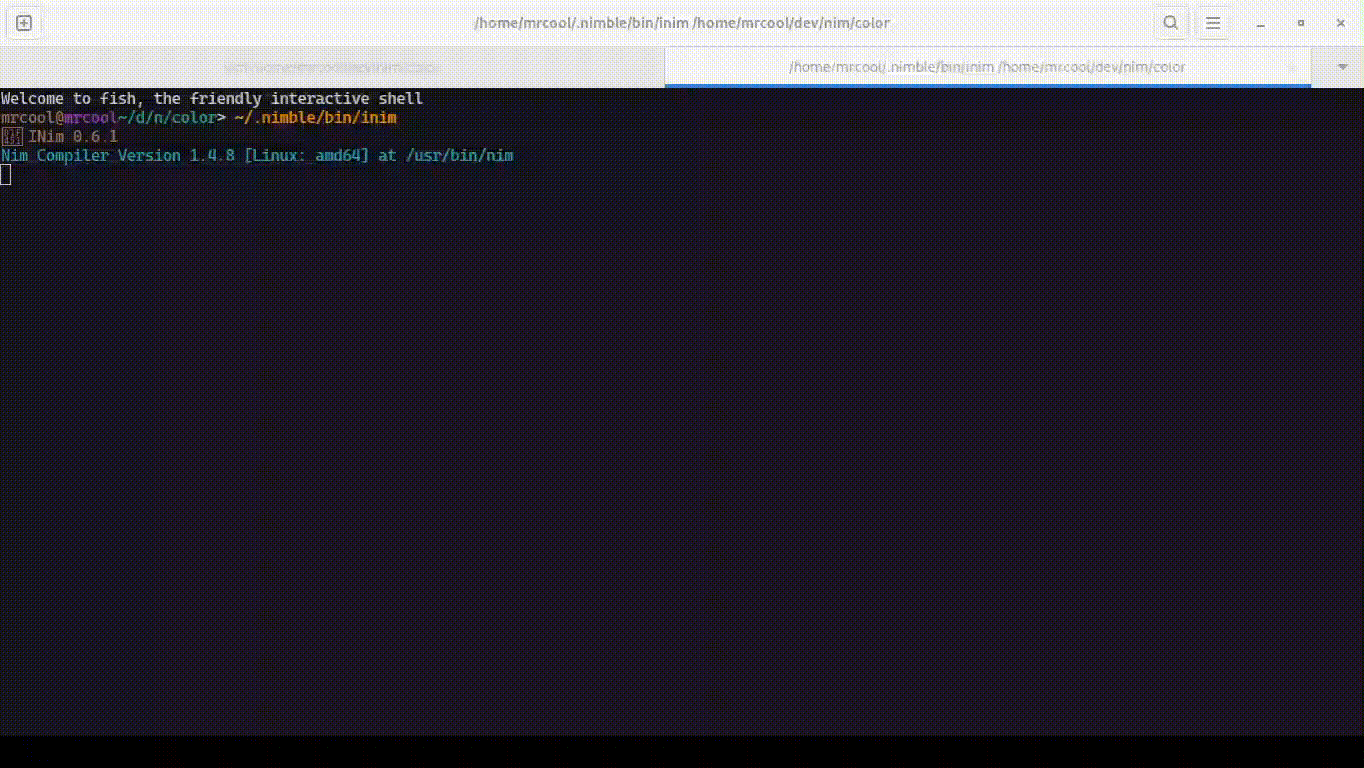 /home/mrcool/.nimble/bin/inim /home/mrcool/dev/nim/color
/home/mrcool/.nimble/bin/inim /home/mrcool/dev/nim/color
Welcome to fish, the friendly interactive shell
mrcool@mrcool~/d/n/color> ~/.nimble/bin/inim
INim 0.6.1
Nim Compiler Version 1.4.8 [Linux: amd64] at /usr/bin/nim